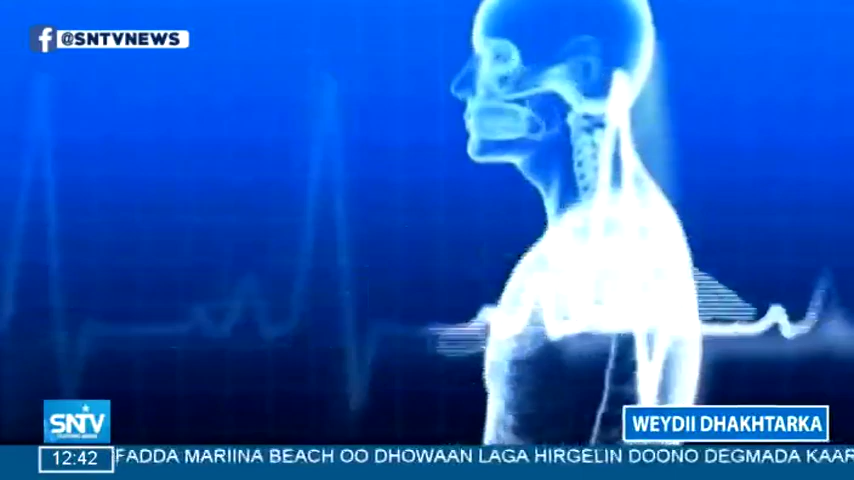 @SNTVNEWS
SNTV
WEYDII DHAKHTARKA
12:42
FADDA MARIINA BEACH OO DHOWAAN LAGA HIRGELIN DOONO DEGMADA KAAR